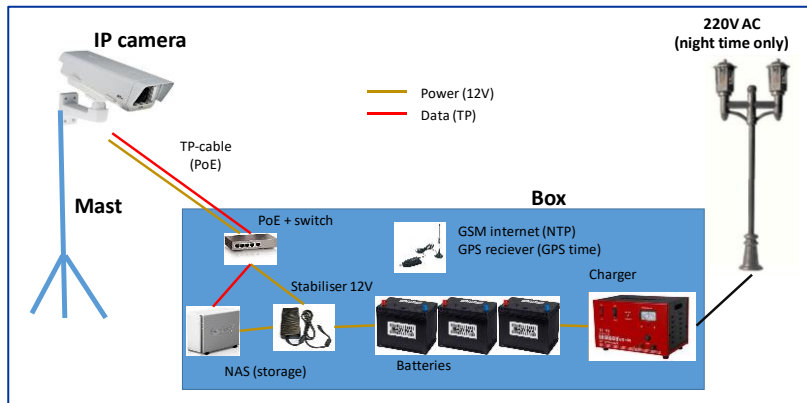 IP camera
220V AC
(night time only)
Power (12V)
Data (TP)
TP-cable
(PoE)
Mast
Box
PoE + switch
GSM internet (NTP)
GPS reciever (GPS time)
Charger
Stabiliser 12V
NAS (storage)
Batteries